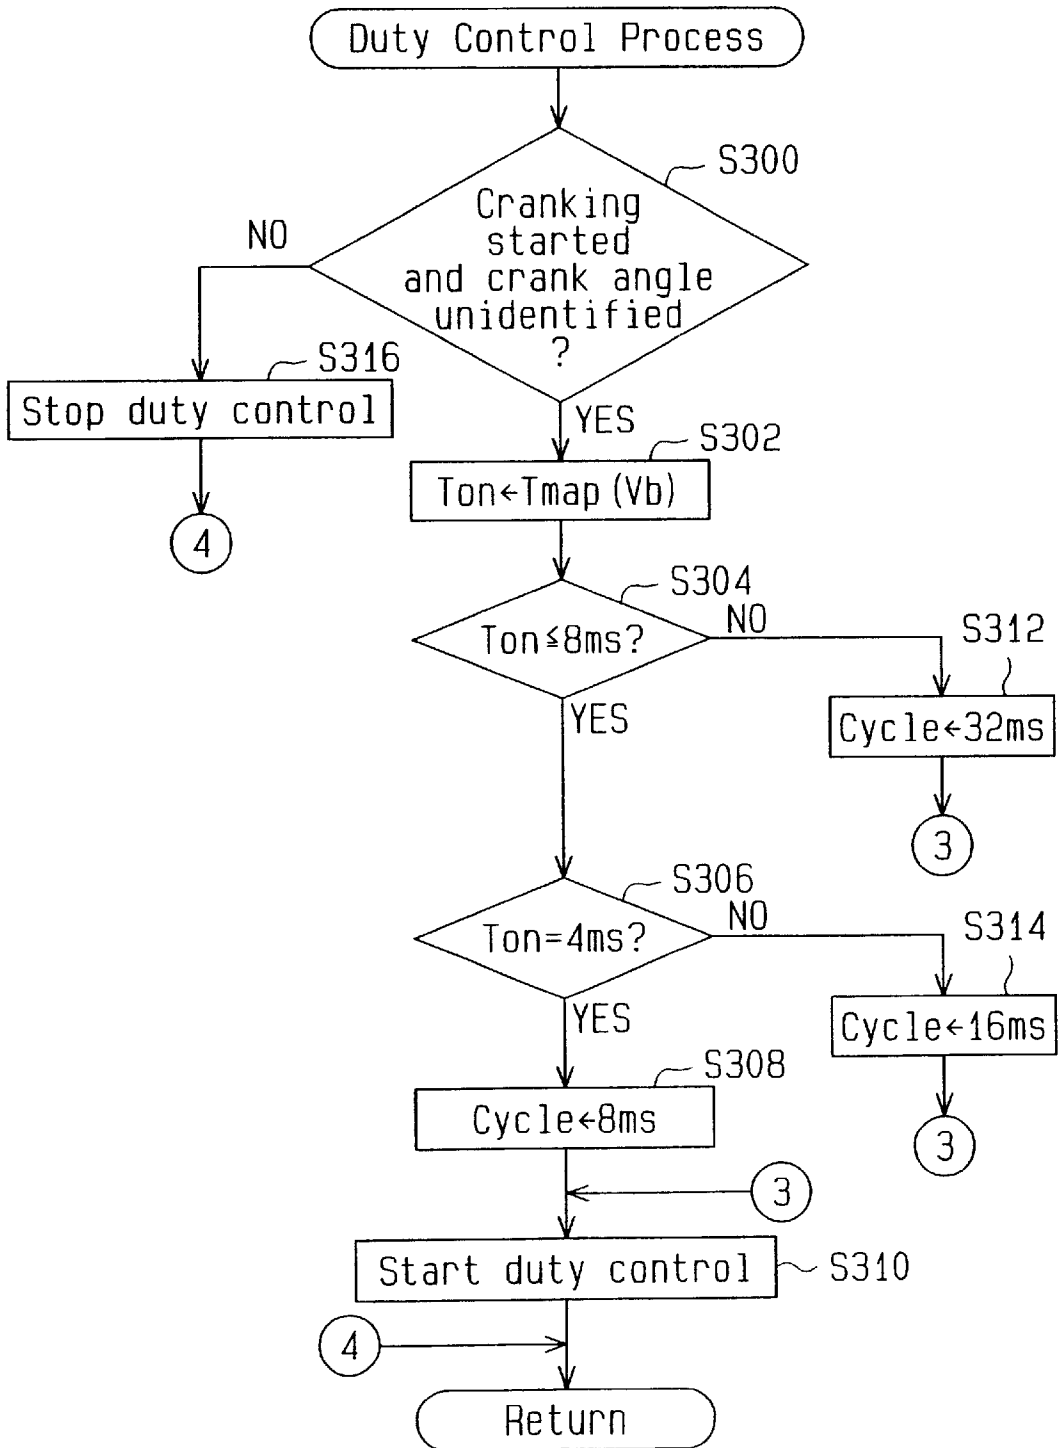 Duty Control Process
S300
Cranking
started
and crank angle
unidentified
?
NO
S316
Stop duty control
4
YES
S302
Ton←Tmap(Vb)
S304
Ton≦8ms?
NO
S312
YES
Cycle←32ms
3
S306
Ton=4ms?
NO
S314
YES
Cycle←16ms
S308
Cycle←8ms
3
3
Start duty control
S310
4
Return